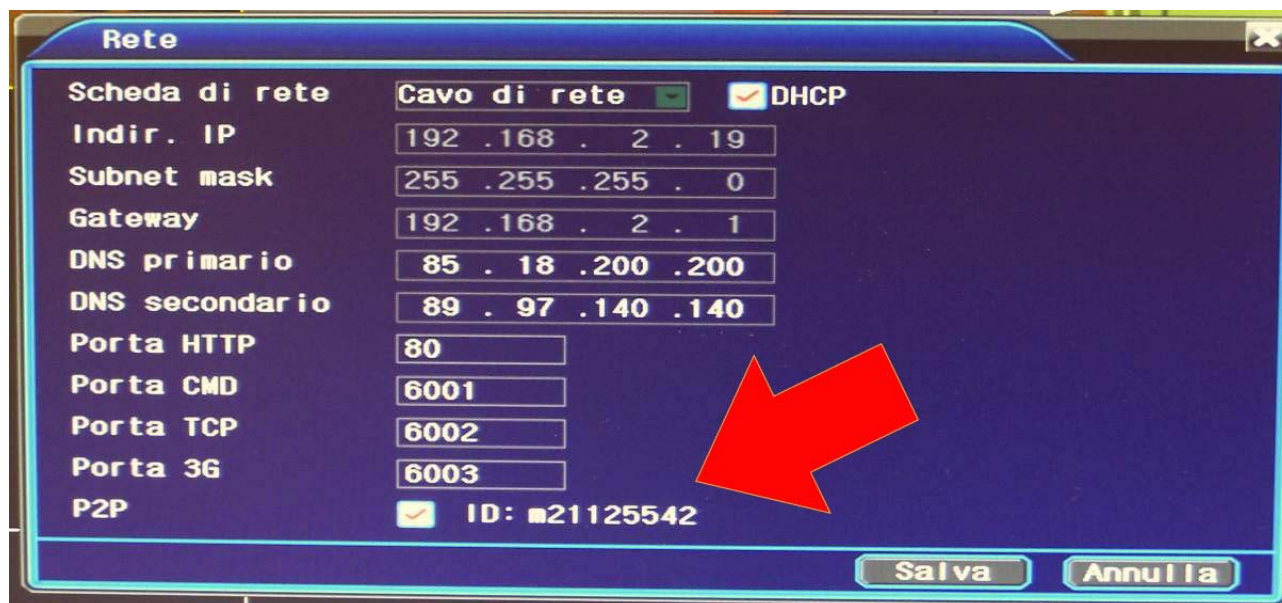 Rete
Scheda di rete Cavo di rete DHCP
Indir. IP 192 .168 . 2 . 19
Subnet mask 255 .255 .255 . 0
Gateway 192 .168 . 2 . 1
DNS primario 85 . 18 .200 .200
DNS secondario 89 . 97 .140 .140
Porta HTTP 80
Porta CMD 6001
Porta TCP 6002
Porta 3G 6003
P2P ID: m21125542
Salva Annulla